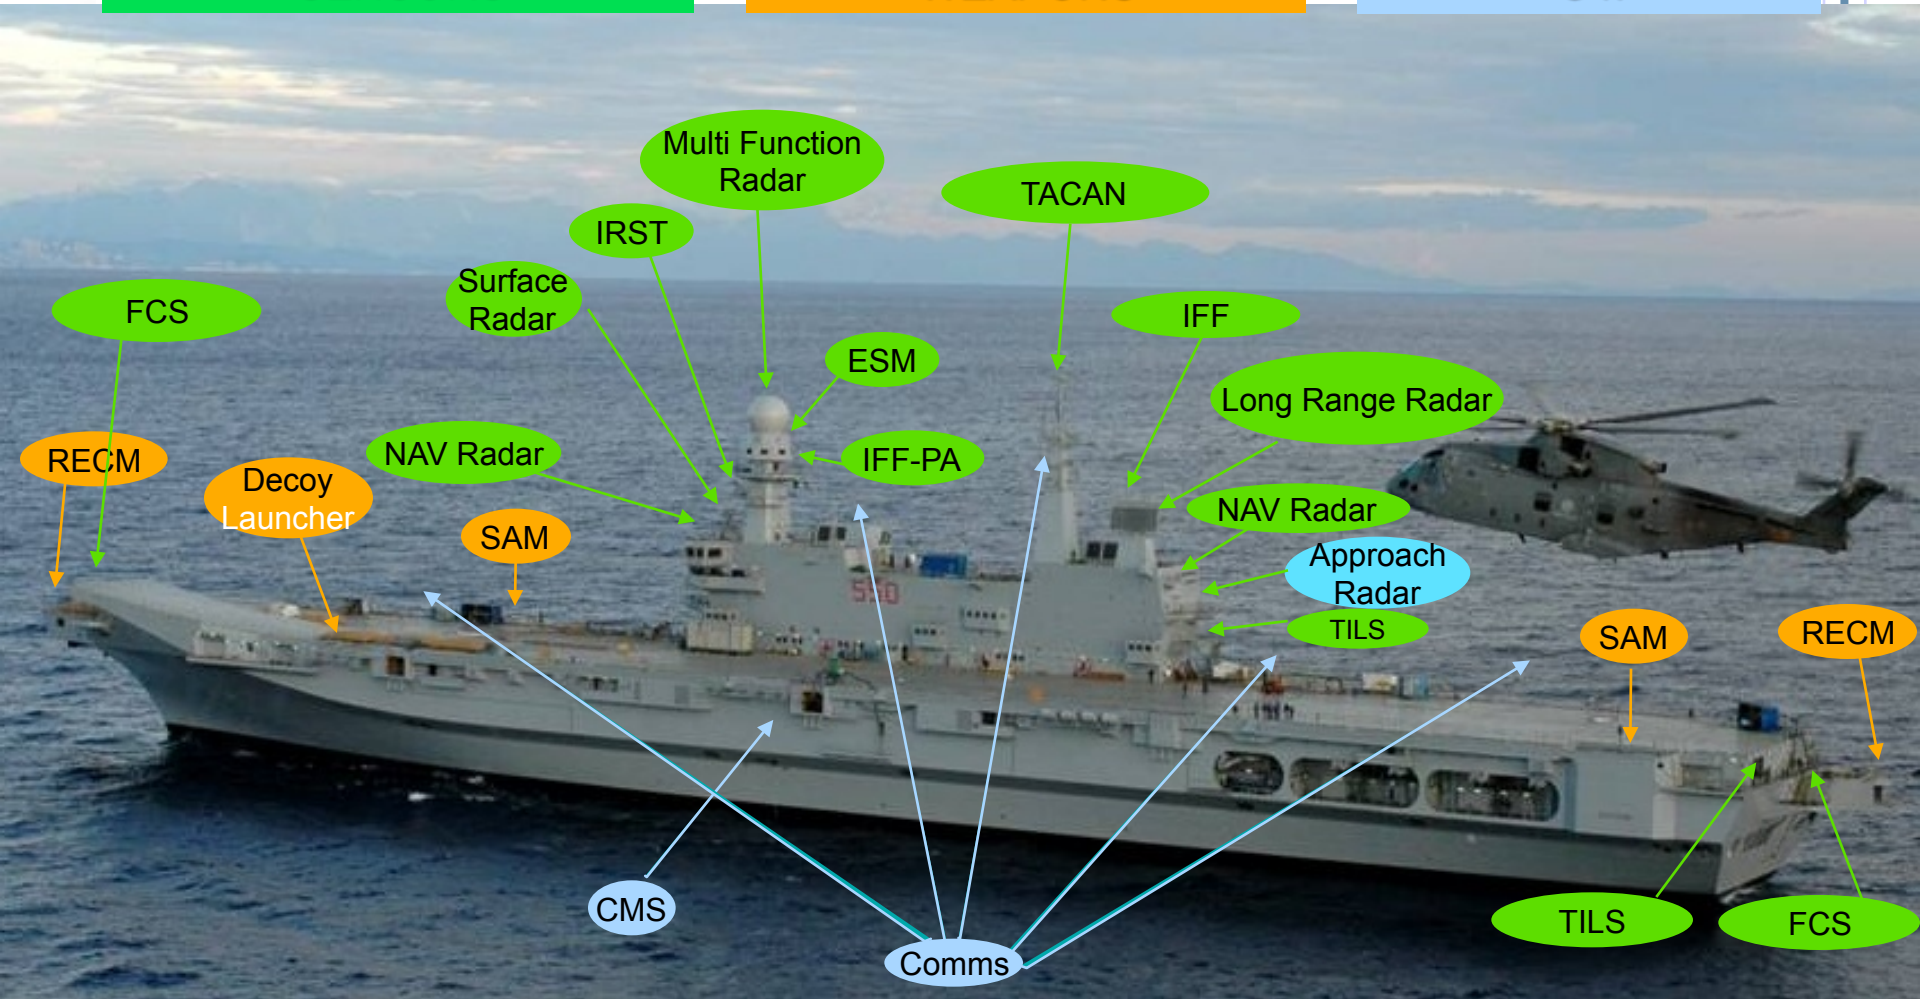 Multi Function
Radar
TACAN
IRST
Surface
Radar
FCS
IFF
ESM
Long Range Radar
NAV Radar
IFF-PA
RECM
Decoy
Launcher
SAM
NAV Radar
Approach
Radar
550
TILS
SAM
RECM
CMS
TILS
FCS
Comms